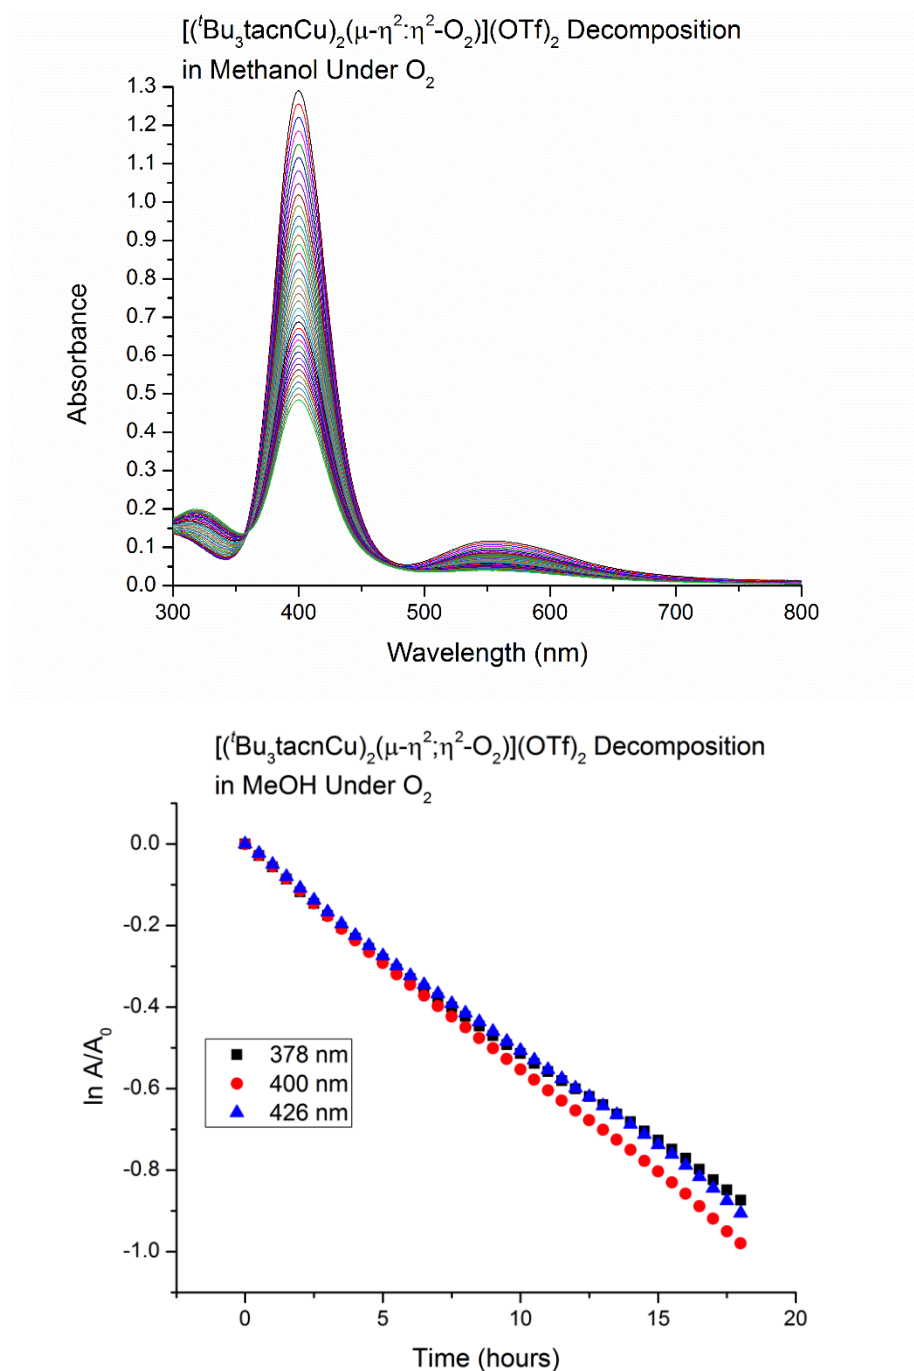 [(ᵗBu₃tacnCu)₂(μ-η²:η²-O₂)](OTf)₂ Decomposition
in Methanol Under O₂
1.3
1.2
1.1
1.0
0.9
0.8
0.7
0.6
0.5
0.4
0.3
0.2
0.1
0.0
Absorbance
300 400 500 600 700 800
Wavelength (nm)
[(ᵗBu₃tacnCu)₂(μ-η²;η²-O₂)](OTf)₂ Decomposition
in MeOH Under O₂
0.0
-0.2
-0.4
-0.6
-0.8
-1.0
ln A/A₀
378 nm
400 nm
426 nm
0 5 10 15 20
Time (hours)